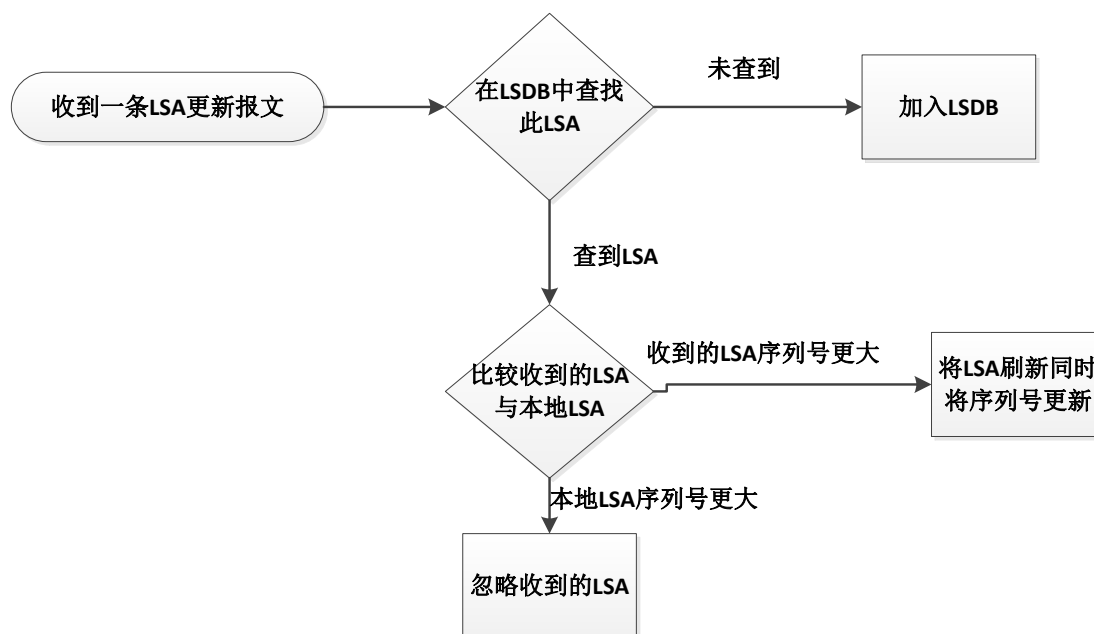 收到一条LSA更新报文
在LSDB中查找
此LSA
未查到
加入LSDB
查到LSA
比较收到的LSA
与本地LSA
收到的LSA序列号更大
将LSA刷新同时
将序列号更新
本地LSA序列号更大
忽略收到的LSA